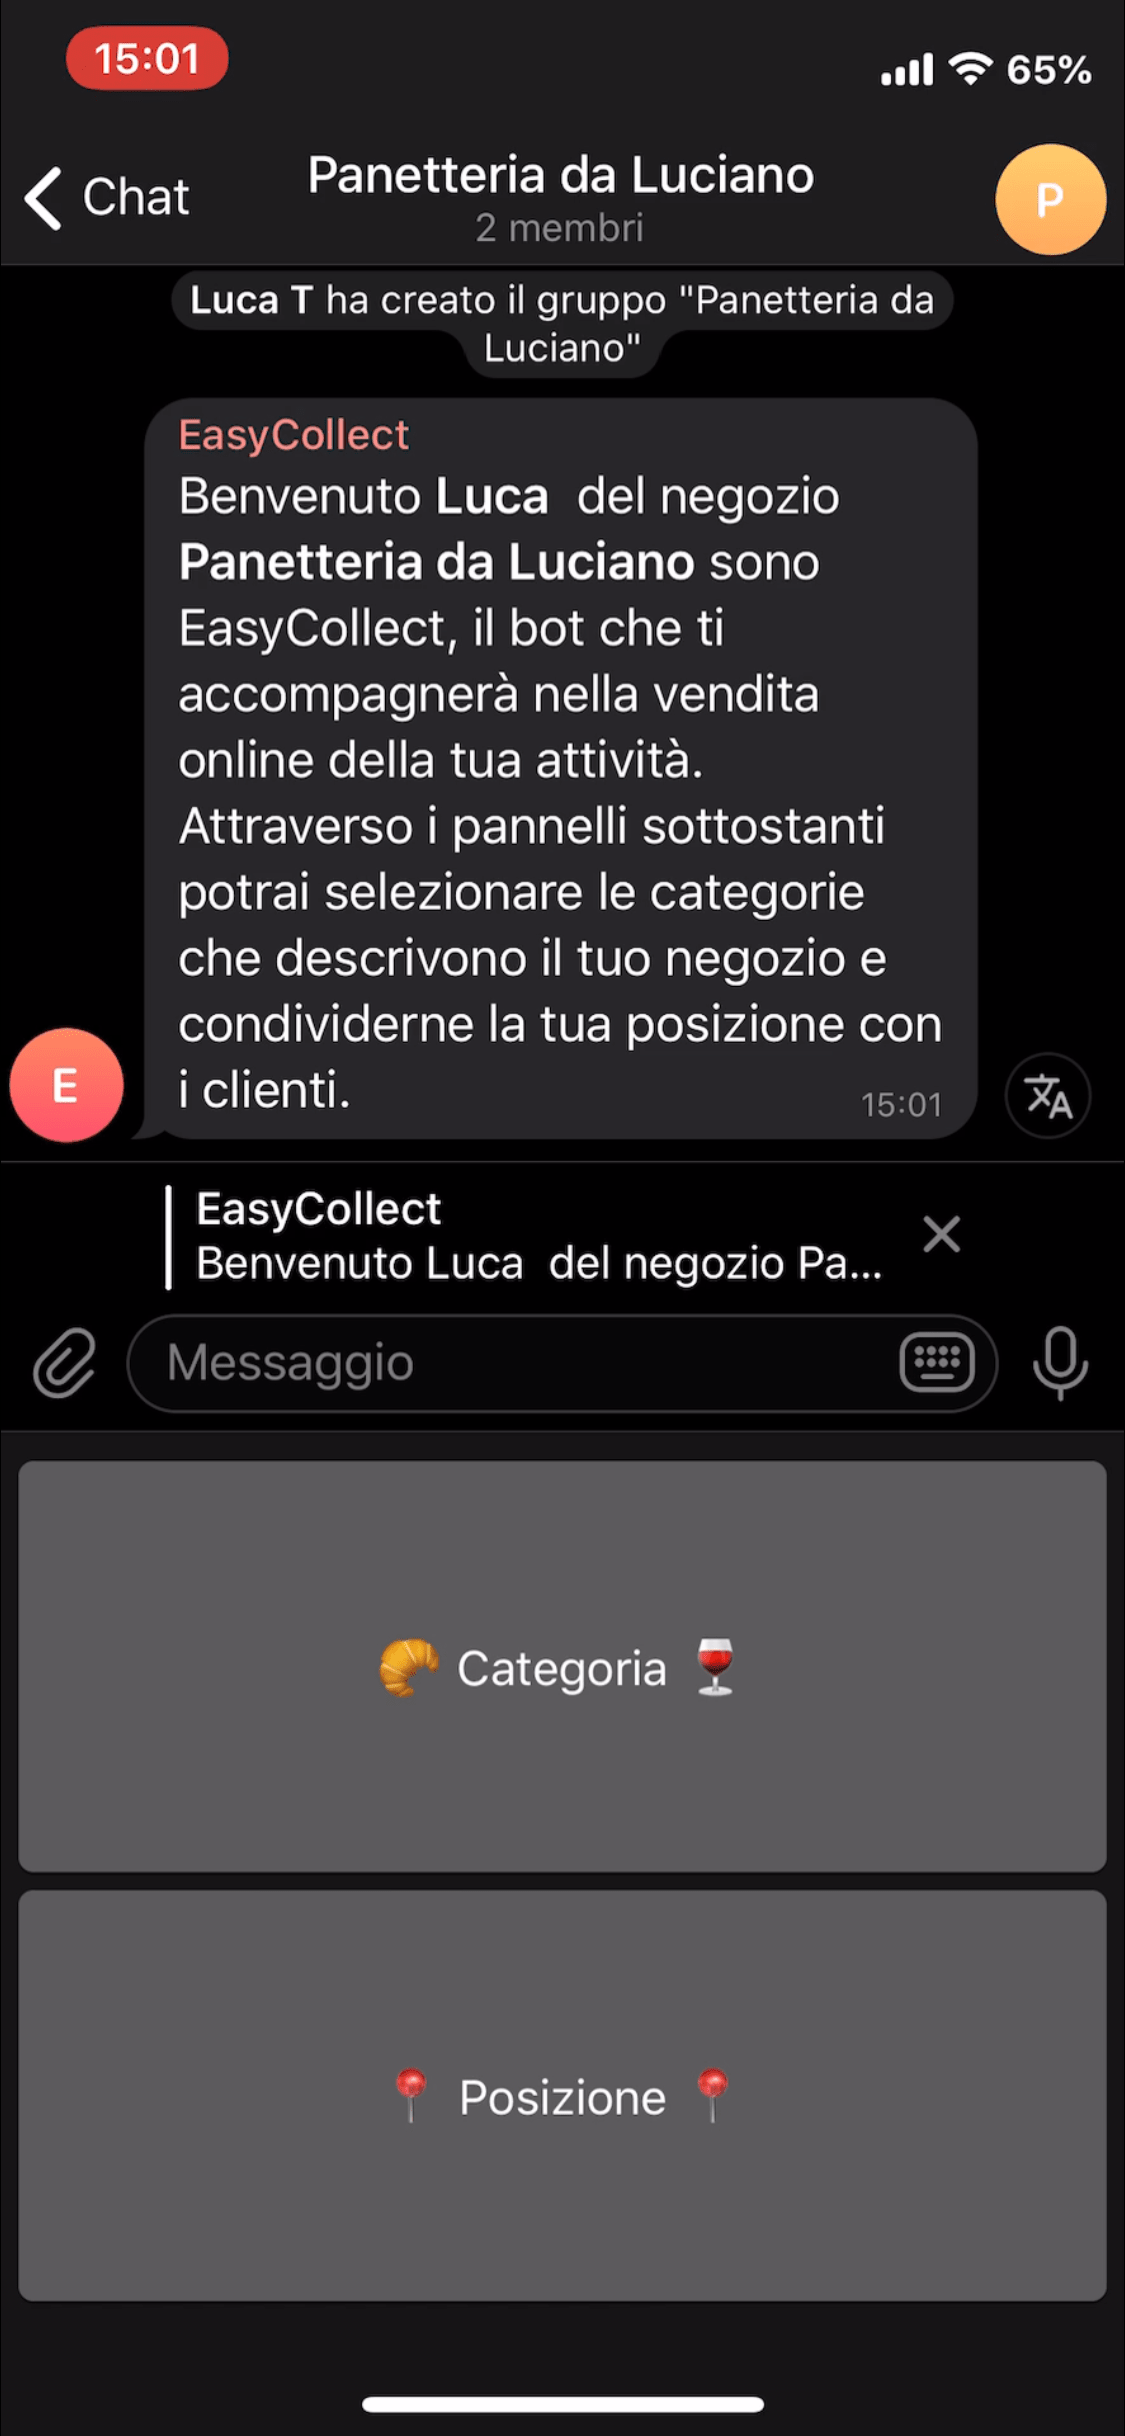 15:01
65%
Chat
Panetteria da Luciano
P
2 membri
Luca T ha creato il gruppo "Panetteria da
Luciano"
EasyCollect
Benvenuto Luca  del negozio
Panetteria da Luciano sono
EasyCollect, il bot che ti
accompagnerà nella vendita
online della tua attività.
Attraverso i pannelli sottostanti
potrai selezionare le categorie
che descrivono il tuo negozio e
condividerne la tua posizione con
i clienti.
15:01
E
文A
EasyCollect
Benvenuto Luca  del negozio Pa...
Messaggio
🥐 Categoria 🍷
📍 Posizione 📍